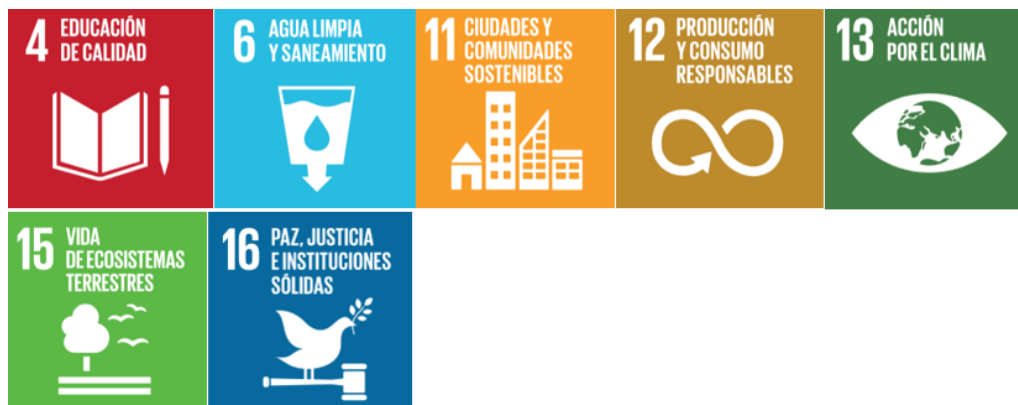 4 EDUCACIÓN
DE CALIDAD
6 AGUA LIMPIA
Y SANEAMIENTO
11 CIUDADES Y
COMUNIDADES
SOSTENIBLES
12 PRODUCCIÓN
Y CONSUMO
RESPONSABLES
13 ACCIÓN
POR EL CLIMA
15 VIDA
DE ECOSISTEMAS
TERRESTRES
16 PAZ, JUSTICIA
E INSTITUCIONES
SÓLIDAS